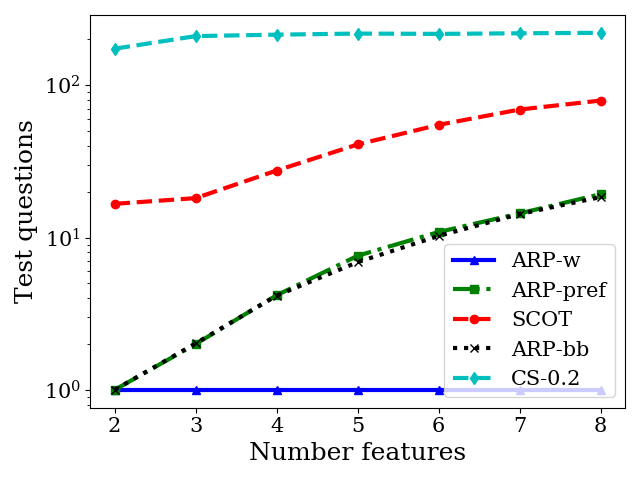 Test questions
10²
10¹
10⁰
2 3 4 5 6 7 8
Number features
ARP-w
ARP-pref
SCOT
ARP-bb
CS-0.2